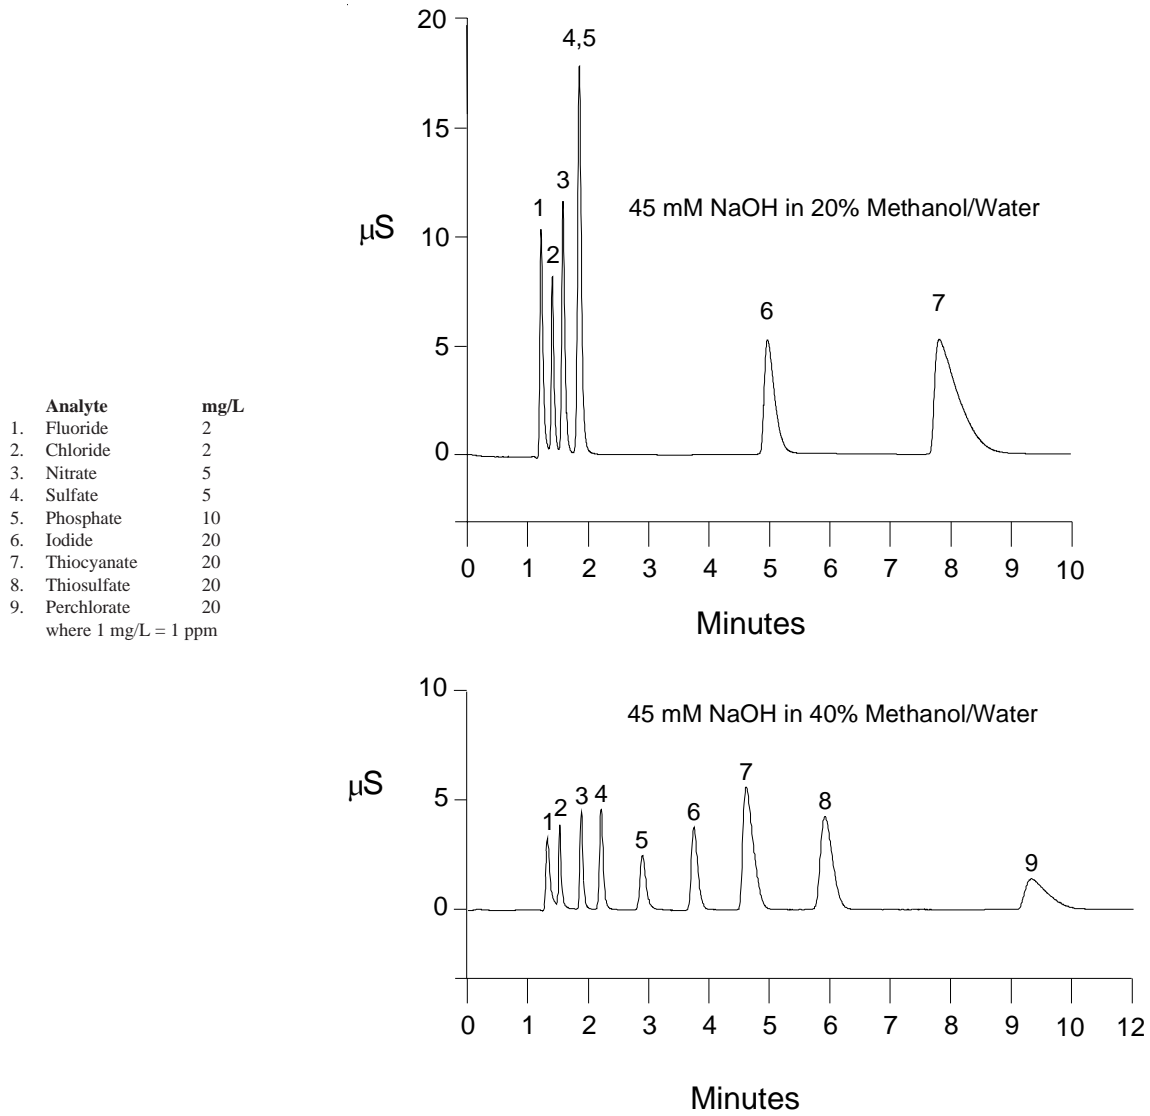 Analyte mg/L
1. Fluoride 2
2. Chloride 2
3. Nitrate 5
4. Sulfate 5
5. Phosphate 10
6. Iodide 20
7. Thiocyanate 20
8. Thiosulfate 20
9. Perchlorate 20
where 1 mg/L = 1 ppm
20
15
10
5
0
μS
4,5
3
1
2
45 mM NaOH in 20% Methanol/Water
6
7
0 1 2 3 4 5 6 7 8 9 10
Minutes
10
5
0
μS
45 mM NaOH in 40% Methanol/Water
1 2 3 4 5 6 7 8 9
0 1 2 3 4 5 6 7 8 9 10 12
Minutes